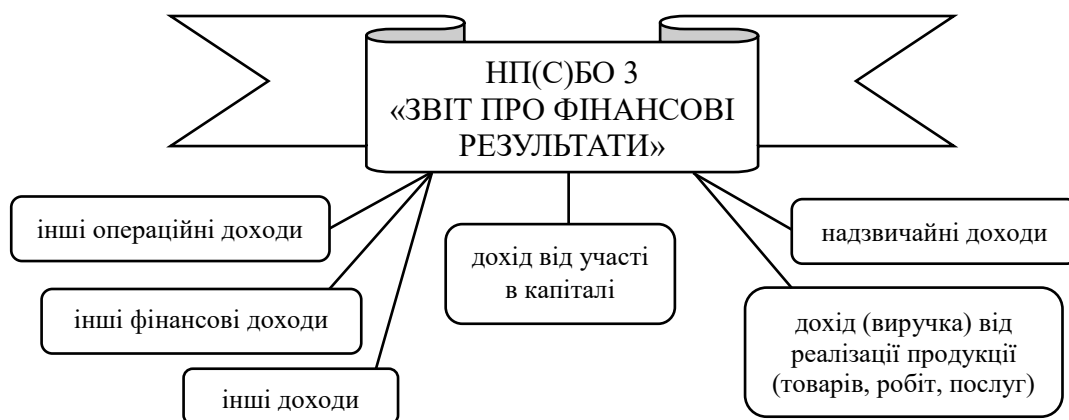 НП(С)БО 3
«ЗВІТ ПРО ФІНАНСОВІ
РЕЗУЛЬТАТИ»
інші операційні доходи
інші фінансові доходи
інші доходи
дохід від участі
в капіталі
надзвичайні доходи
дохід (виручка) від
реалізації продукції
(товарів, робіт, послуг)